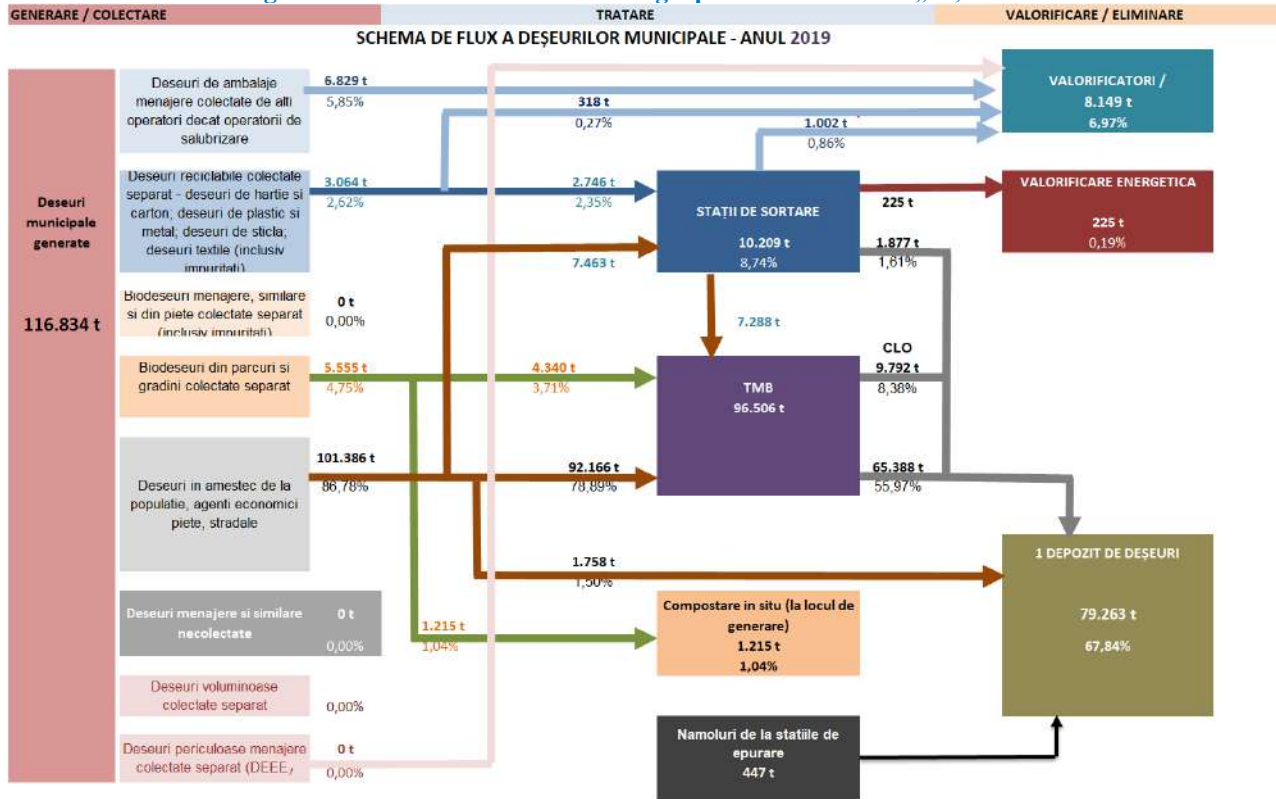 GENERARE / COLECTARE
TRATARE
VALORIFICARE / ELIMINARE
SCHEMA DE FLUX A DEȘEURILOR MUNICIPALE - ANUL 2019
Deseuri
municipale
generate
116.834 t
Deseuri de ambalaje
menajere colectate de alti
operatori decat operatorii de
salubrizare
6.829 t
5,85%
318 t
0,27%
1.002 t
0,86%
VALORIFICATORI /
8.149 t
6,97%
Deseuri reciclabile colectate
separat - deseuri de hartie si
carton; deseuri de plastic si
metal; deseuri de sticla;
deseuri textile (inclusiv
impuritati)
3.064 t
2,62%
2.746 t
2,35%
7.463 t
STAȚII DE SORTARE
10.209 t
8,74%
225 t
1.877 t
1,61%
VALORIFICARE ENERGETICA
225 t
0,19%
Biodeseuri menajere, similare
si din piete colectate separat
(inclusiv impuritati)
0 t
0,00%
7.288 t
Biodeseuri din parcuri si
gradini colectate separat
5.555 t
4,75%
4.340 t
3,71%
TMB
96.506 t
CLO
9.792 t
8,38%
Deseuri in amestec de la
populatie, agenti economici
piete, stradale
101.386 t
86,78%
92.166 t
78,89%
65.388 t
55,97%
1.758 t
1,50%
1 DEPOZIT DE DEȘEURI
79.263 t
67,84%
Deseuri menajere si similare
necolectate
0 t
0,00%
1.215 t
1,04%
Compostare in situ (la locul de
generare)
1.215 t
1,04%
Deseuri voluminoase
colectate separat
0,00%
Deseuri periculoase menajere
colectate separat (DEEE,
0 t
0,00%
Namoluri de la statiile de
epurare
447 t